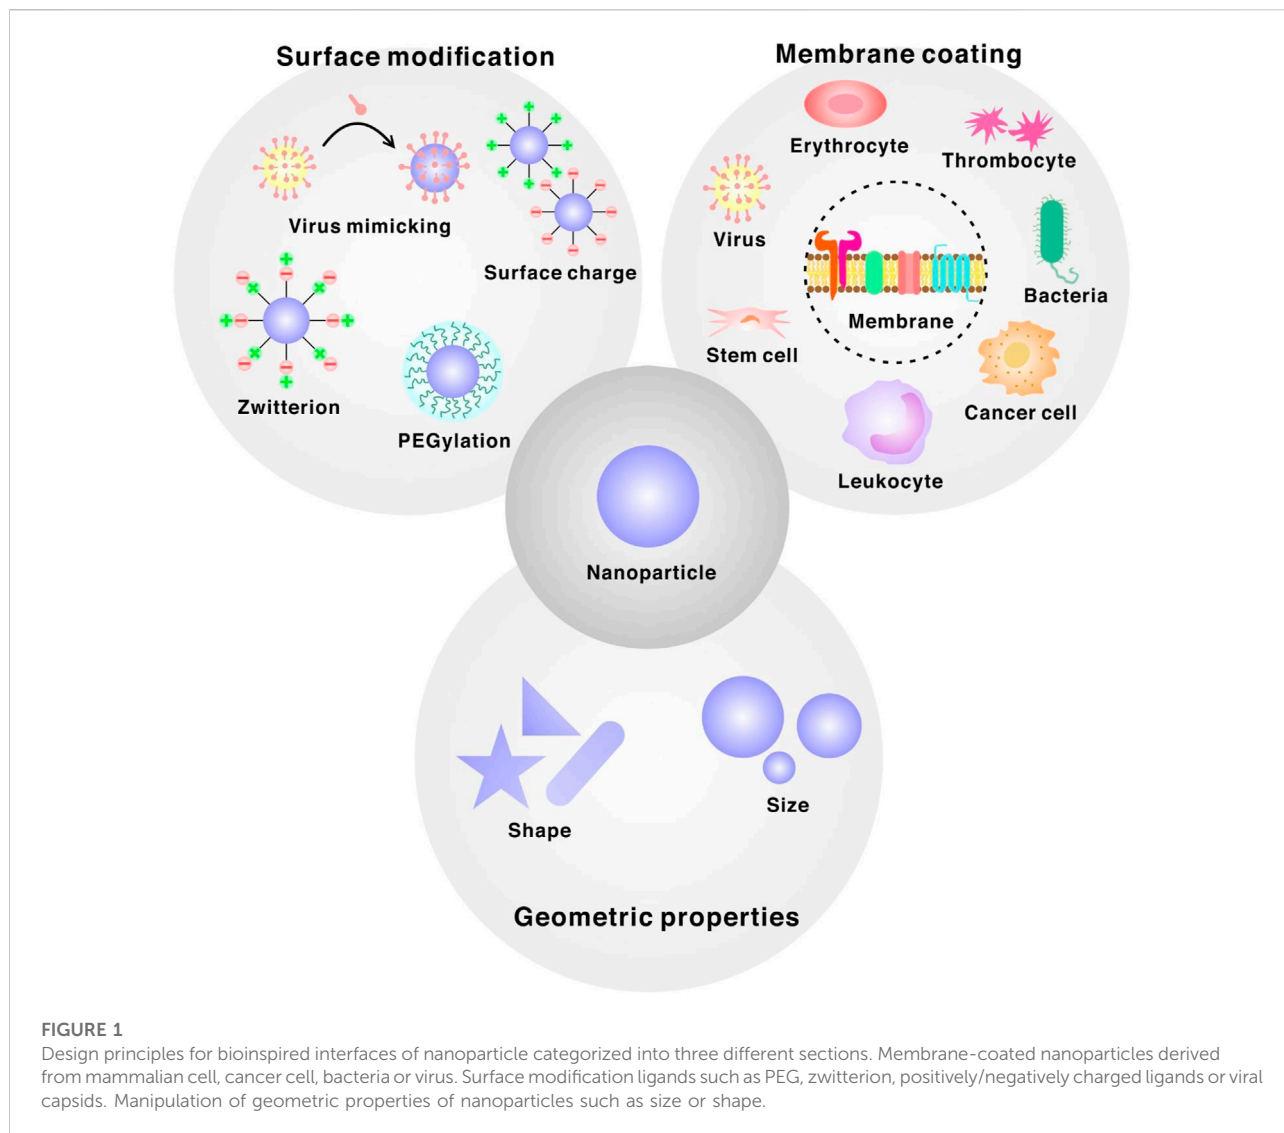 Surface modification
Virus mimicking
Surface charge
Zwitterion
PEGylation
Membrane coating
Erythrocyte
Thrombocyte
Virus
Bacteria
Membrane
Stem cell
Cancer cell
Leukocyte
Nanoparticle
Shape
Size
Geometric properties
FIGURE 1
Design principles for bioinspired interfaces of nanoparticle categorized into three different sections. Membrane-coated nanoparticles derived
from mammalian cell, cancer cell, bacteria or virus. Surface modification ligands such as PEG, zwitterion, positively/negatively charged ligands or viral
capsids. Manipulation of geometric properties of nanoparticles such as size or shape.